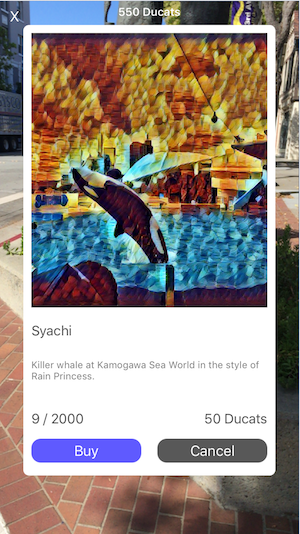 X
550 Ducats
Syachi
Killer whale at Kamogawa Sea World in the style of
Rain Princess.
9 / 2000
50 Ducats
Buy
Cancel